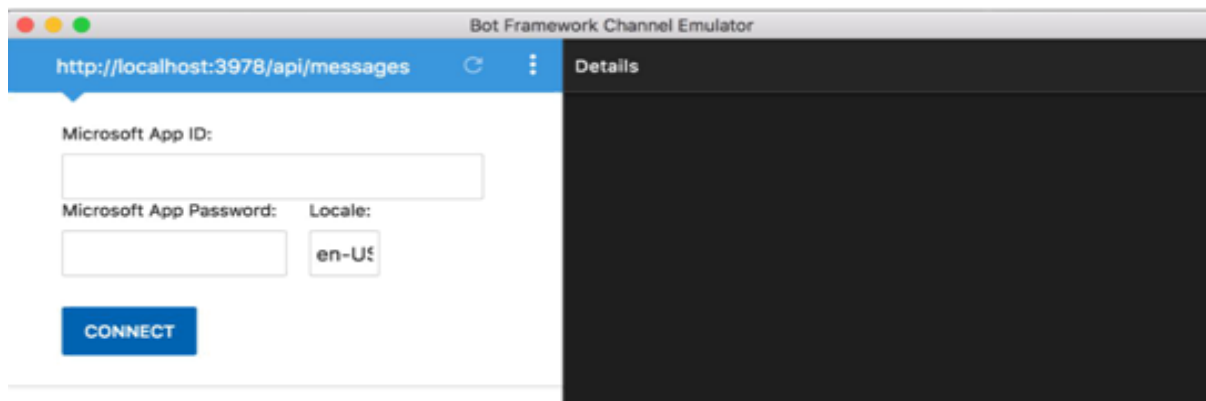 Bot Framework Channel Emulator
http://localhost:3978/api/messages
Details
Microsoft App ID:
Microsoft App Password: Locale:
en-US
CONNECT